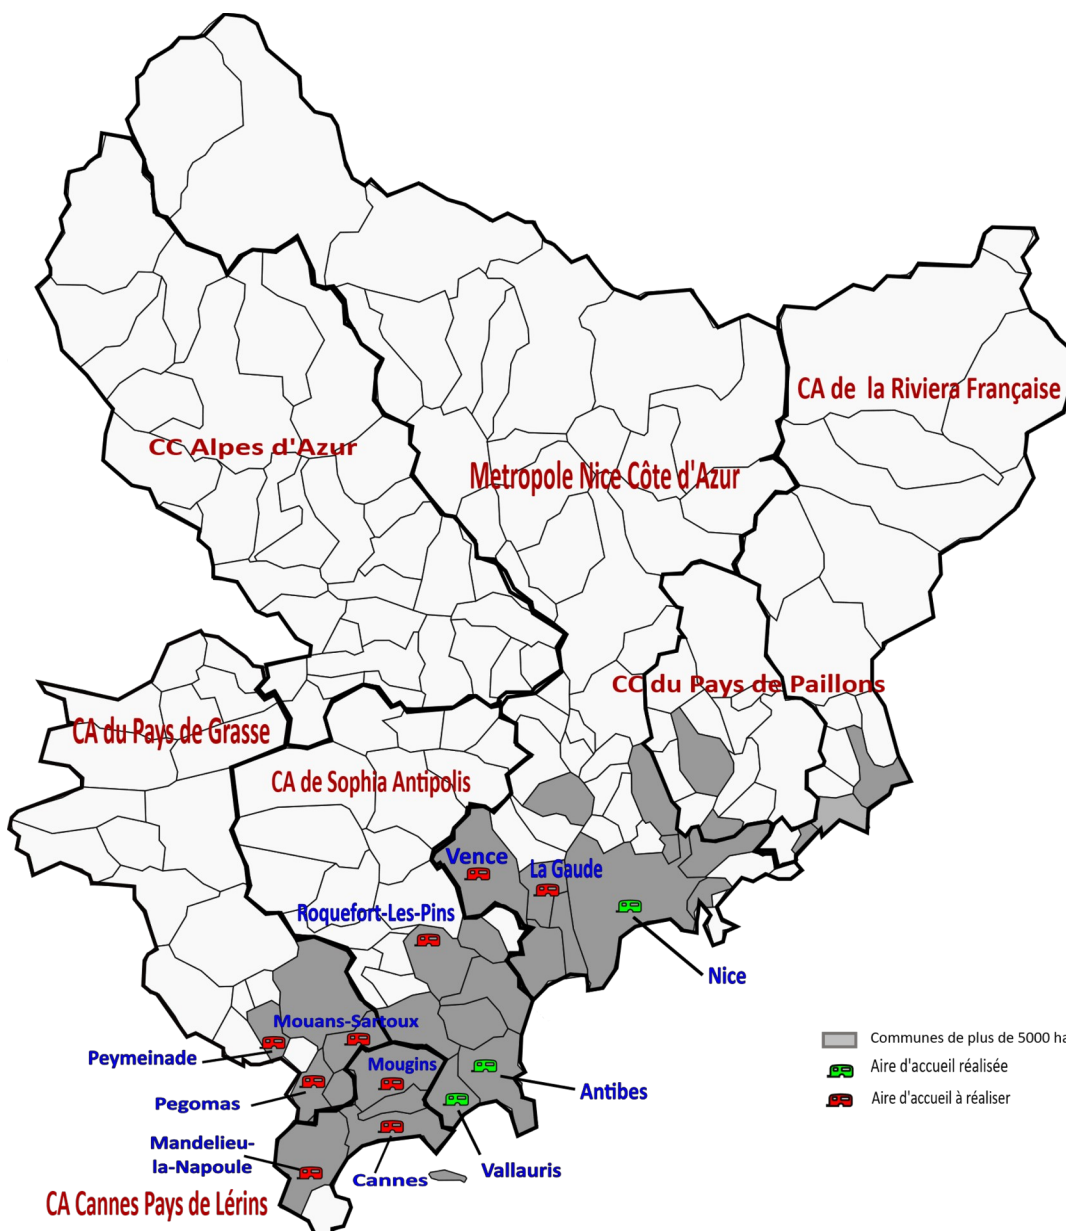 CA de la Riviera Française
CC Alpes d'Azur
Metropole Nice Côte d'Azur
CC du Pays de Paillons
CA du Pays de Grasse
CA de Sophia Antipolis
Vence
La Gaude
Roquefort-Les-Pins
Nice
Mouans-Sartoux
Peymeinade
Mougins
Pegomas
Antibes
Mandelieu-
la-Napoule
Cannes
Vallauris
CA Cannes Pays de Lérins
Communes de plus de 5000 ha
Aire d'accueil réalisée
Aire d'accueil à réaliser